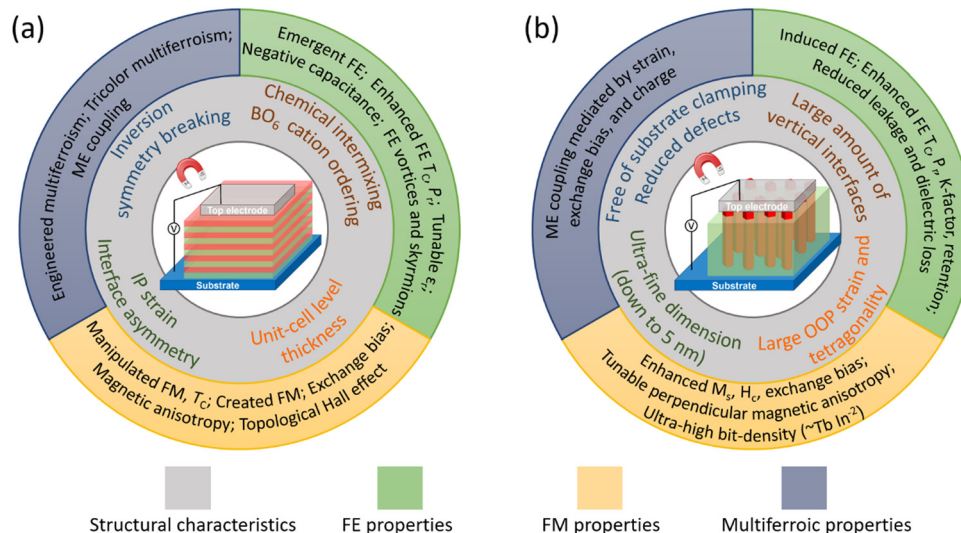 (a)
Engineered multiferroism; Tricolor multiferroism;
ME coupling
Emergent FE; Enhanced FE T_C, P_r; Tunable ε_r;
Negative capacitance; FE vortices and skyrmions
Manipulated FM, T_C; Created FM; Exchange bias;
Magnetic anisotropy; Topological Hall effect
Inversion
symmetry breaking
Chemical intermixing
BO₆ cation ordering
IP strain
Interface asymmetry
Unit-cell level
thickness
Top electrode
V
Substrate
(b)
ME coupling mediated by strain,
exchange bias, and charge
Induced FE; Enhanced FE T_C, P_r, K-factor, retention;
Reduced leakage and dielectric loss
Enhanced M_s, H_c, exchange bias;
Tunable perpendicular magnetic anisotropy;
Ultra-high bit-density (~Tb In⁻²)
Free of substrate clamping
Reduced defects
Large amount of
vertical interfaces
Ultra-fine dimension
(down to 5 nm)
Large OOP strain and
tetragonality
Top electrode
V
Substrate
Structural characteristics
FE properties
FM properties
Multiferroic properties